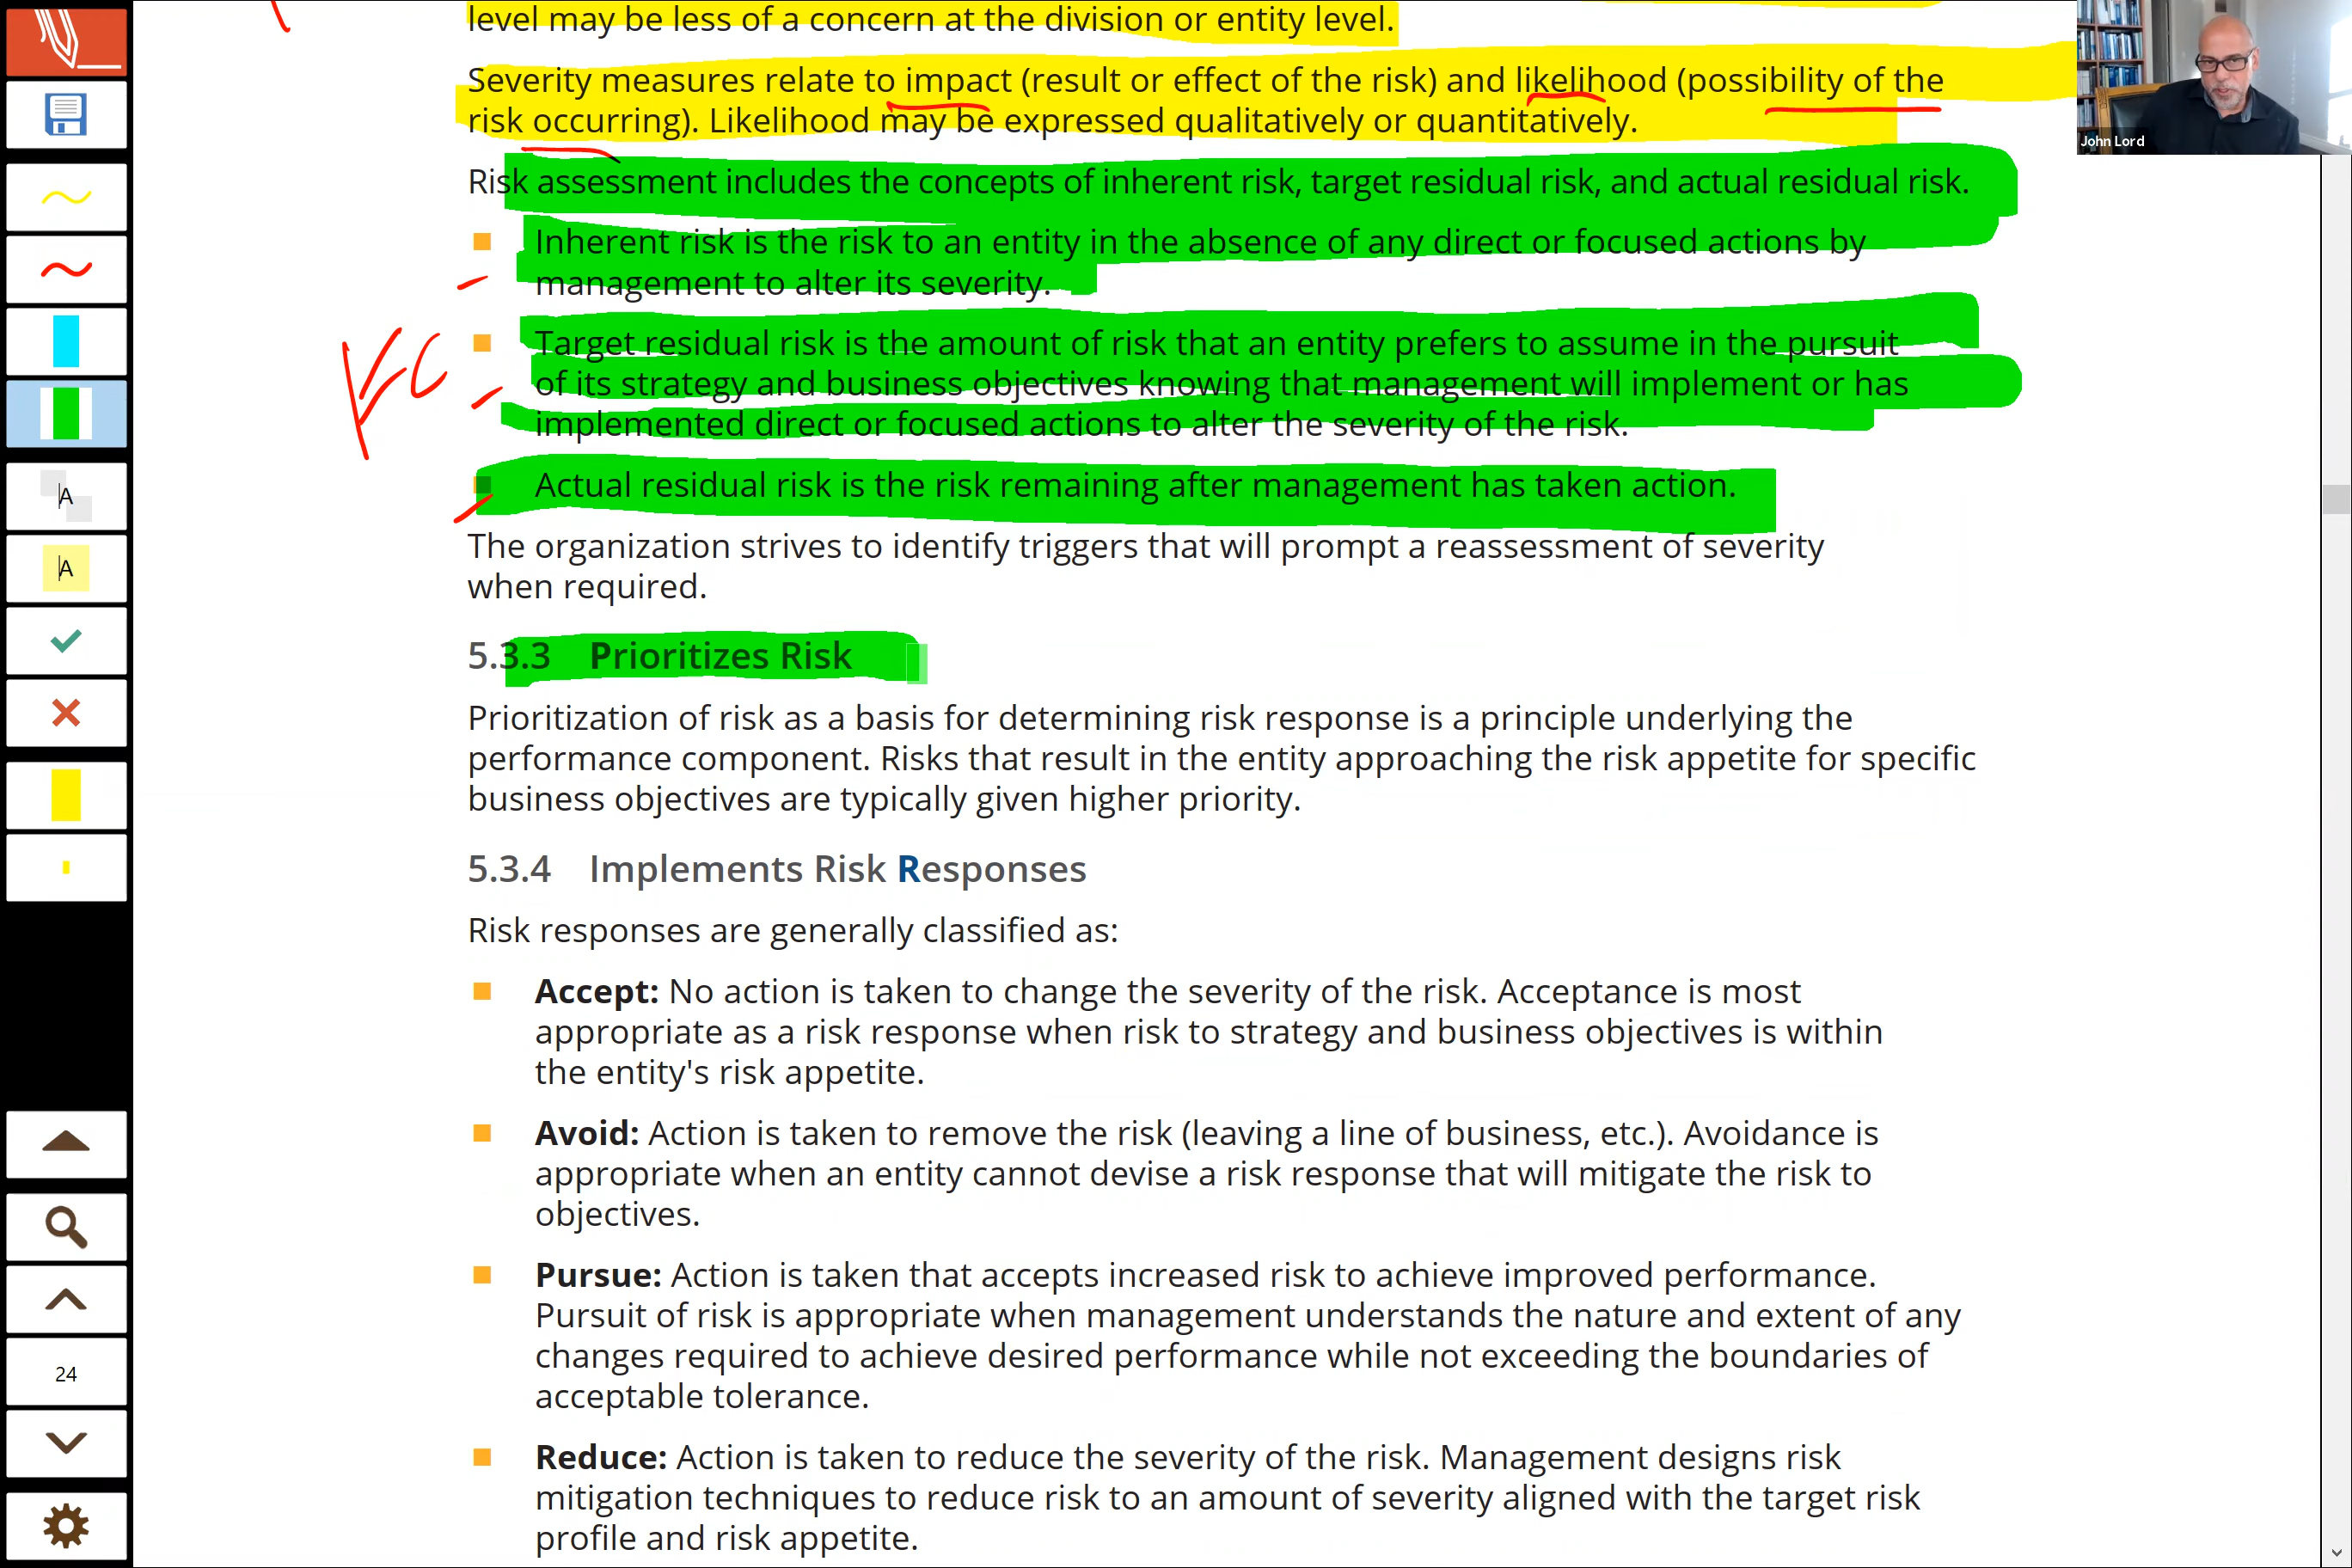 level may be less of a concern at the division or entity level.
Severity measures relate to impact (result or effect of the risk) and likelihood (possibility of the
risk occurring). Likelihood may be expressed qualitatively or quantitatively.
John Lord
Risk assessment includes the concepts of inherent risk, target residual risk, and actual residual risk.
Inherent risk is the risk to an entity in the absence of any direct or focused actions by
management to alter its severity.
Target residual risk is the amount of risk that an entity prefers to assume in the pursuit
of its strategy and business objectives knowing that management will implement or has
implemented direct or focused actions to alter the severity of the risk.
A
Actual residual risk is the risk remaining after management has taken action.
The organization strives to identify triggers that will prompt a reassessment of severity
when required.
A
5.3.3 Prioritizes Risk
Prioritization of risk as a basis for determining risk response is a principle underlying the
performance component. Risks that result in the entity approaching the risk appetite for specific
business objectives are typically given higher priority.
5.3.4 Implements Risk Responses
Risk responses are generally classified as:
Accept: No action is taken to change the severity of the risk. Acceptance is most
appropriate as a risk response when risk to strategy and business objectives is within
the entity's risk appetite.
Avoid: Action is taken to remove the risk (leaving a line of business, etc.). Avoidance is
appropriate when an entity cannot devise a risk response that will mitigate the risk to
objectives.
Pursue: Action is taken that accepts increased risk to achieve improved performance.
Pursuit of risk is appropriate when management understands the nature and extent of any
changes required to achieve desired performance while not exceeding the boundaries of
acceptable tolerance.
24
Reduce: Action is taken to reduce the severity of the risk. Management designs risk
mitigation techniques to reduce risk to an amount of severity aligned with the target risk
profile and risk appetite.